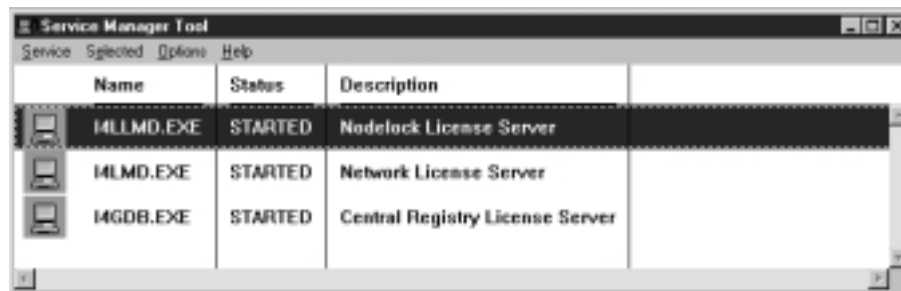 Service Manager Tool
Service Selected Options Help
Name Status Description
I4LLMD.EXE STARTED Nodelock License Server
I4LMD.EXE STARTED Network License Server
I4GDB.EXE STARTED Central Registry License Server